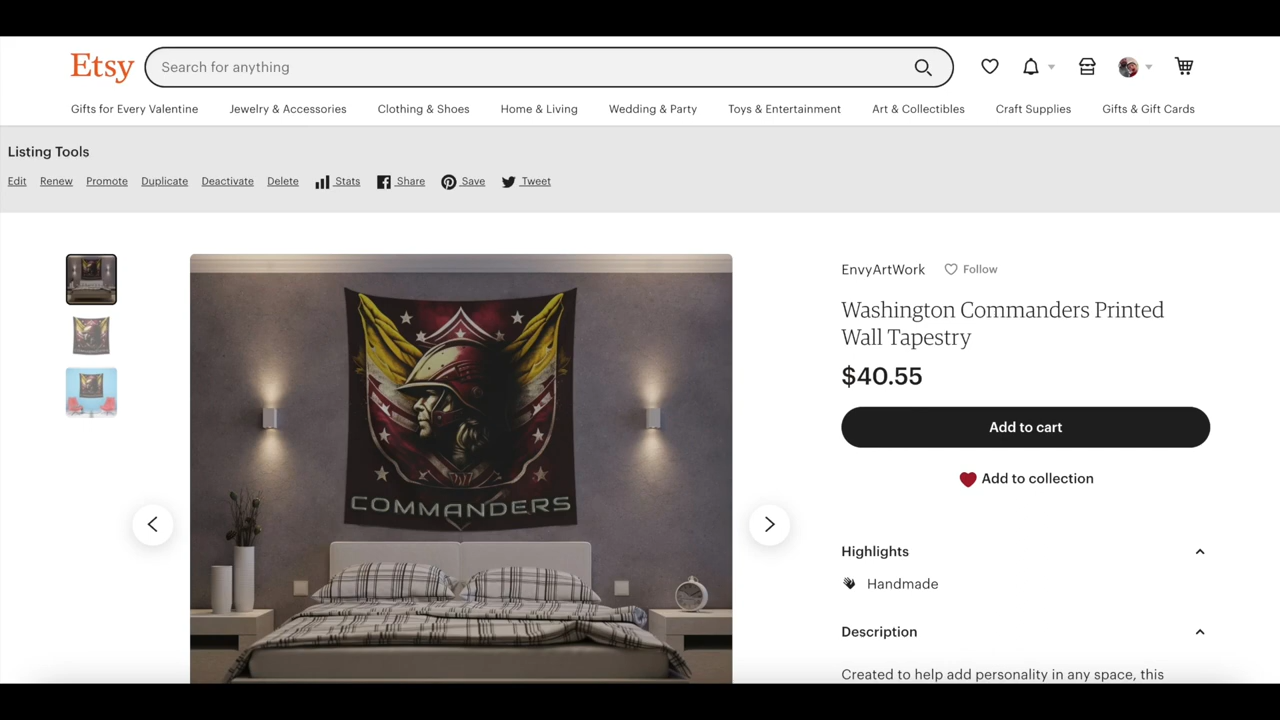 Etsy
Search for anything
Gifts for Every Valentine Jewelry & Accessories Clothing & Shoes Home & Living Wedding & Party Toys & Entertainment Art & Collectibles Craft Supplies Gifts & Gift Cards
Listing Tools
Edit Renew Promote Duplicate Deactivate Delete Stats Share Save Tweet
EnvyArtWork Follow
Washington Commanders Printed
Wall Tapestry
$40.55
Add to cart
Add to collection
COMMANDERS
Highlights
Handmade
Description
Created to help add personality in any space, this